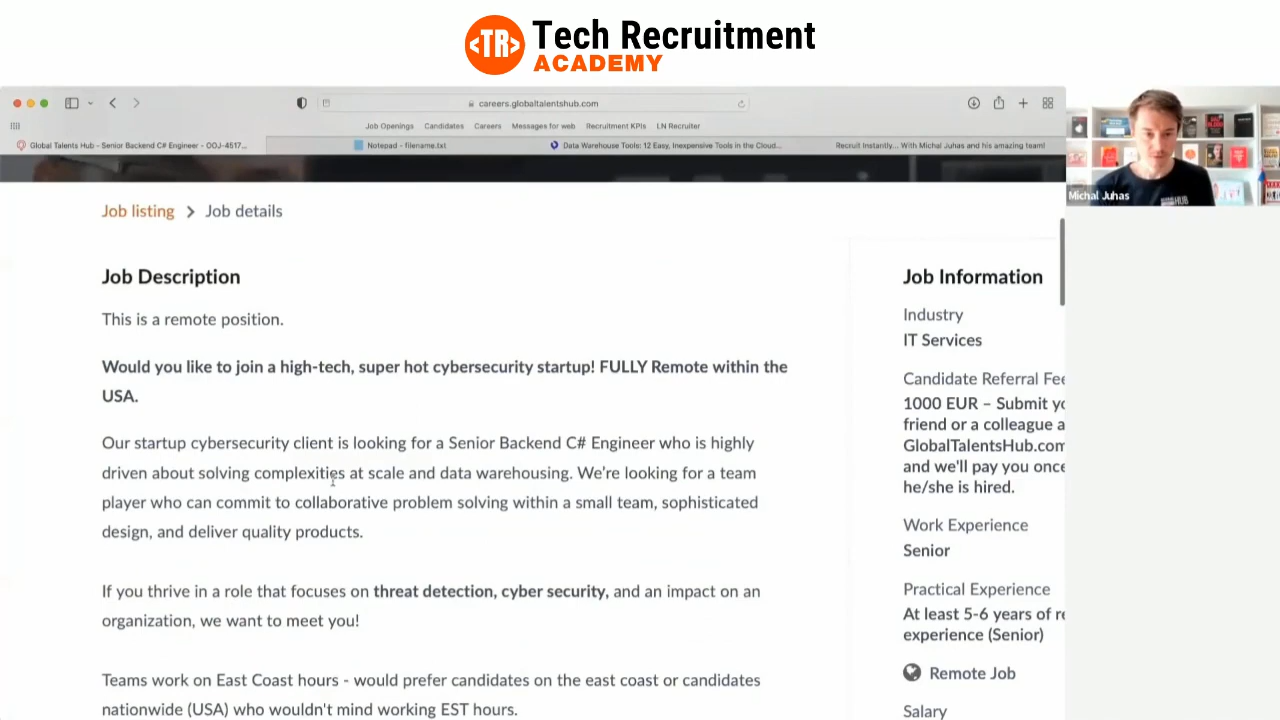 <TR> Tech Recruitment
ACADEMY
careers.globaltalentshub.com
Job Openings Candidates Careers Messages for web Recruitment KPIs LN Recruiter
Global Talents Hub - Senior Backend C# Engineer - OOJ-4517... Notepad - filename.txt Data Warehouse Tools: 12 Easy, Inexpensive Tools in the Cloud... Recruit Instantly... With Michal Juhas and his amazing team!
Michal Juhas
Job listing > Job details
Job Description
This is a remote position.
Would you like to join a high-tech, super hot cybersecurity startup! FULLY Remote within the
USA.
Our startup cybersecurity client is looking for a Senior Backend C# Engineer who is highly
driven about solving complexities at scale and data warehousing. We're looking for a team
player who can commit to collaborative problem solving within a small team, sophisticated
design, and deliver quality products.
If you thrive in a role that focuses on threat detection, cyber security, and an impact on an
organization, we want to meet you!
Teams work on East Coast hours - would prefer candidates on the east coast or candidates
nationwide (USA) who wouldn't mind working EST hours.
Job Information
Industry
IT Services
Candidate Referral Fee
1000 EUR – Submit yo
friend or a colleague a
GlobalTalentsHub.com
and we'll pay you once
he/she is hired.
Work Experience
Senior
Practical Experience
At least 5-6 years of re
experience (Senior)
Remote Job
Salary